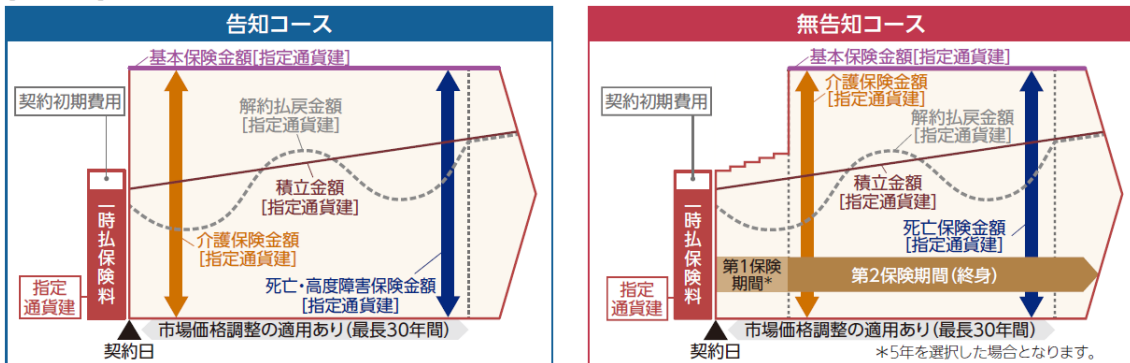 告知コース
基本保険金額[指定通貨建]
契約初期費用
解約払戻金額
[指定通貨建]
積立金額
[指定通貨建]
一時払保険料
介護保険金額
[指定通貨建]
死亡・高度障害保険金額
[指定通貨建]
指定
通貨建
市場価格調整の適用あり(最長30年間)
契約日
無告知コース
基本保険金額[指定通貨建]
介護保険金額
[指定通貨建]
契約初期費用
解約払戻金額
[指定通貨建]
積立金額
[指定通貨建]
一時払保険料
死亡保険金額
[指定通貨建]
第1保険
期間*
第2保険期間(終身)
指定
通貨建
市場価格調整の適用あり(最長30年間)
契約日
*5年を選択した場合となります。